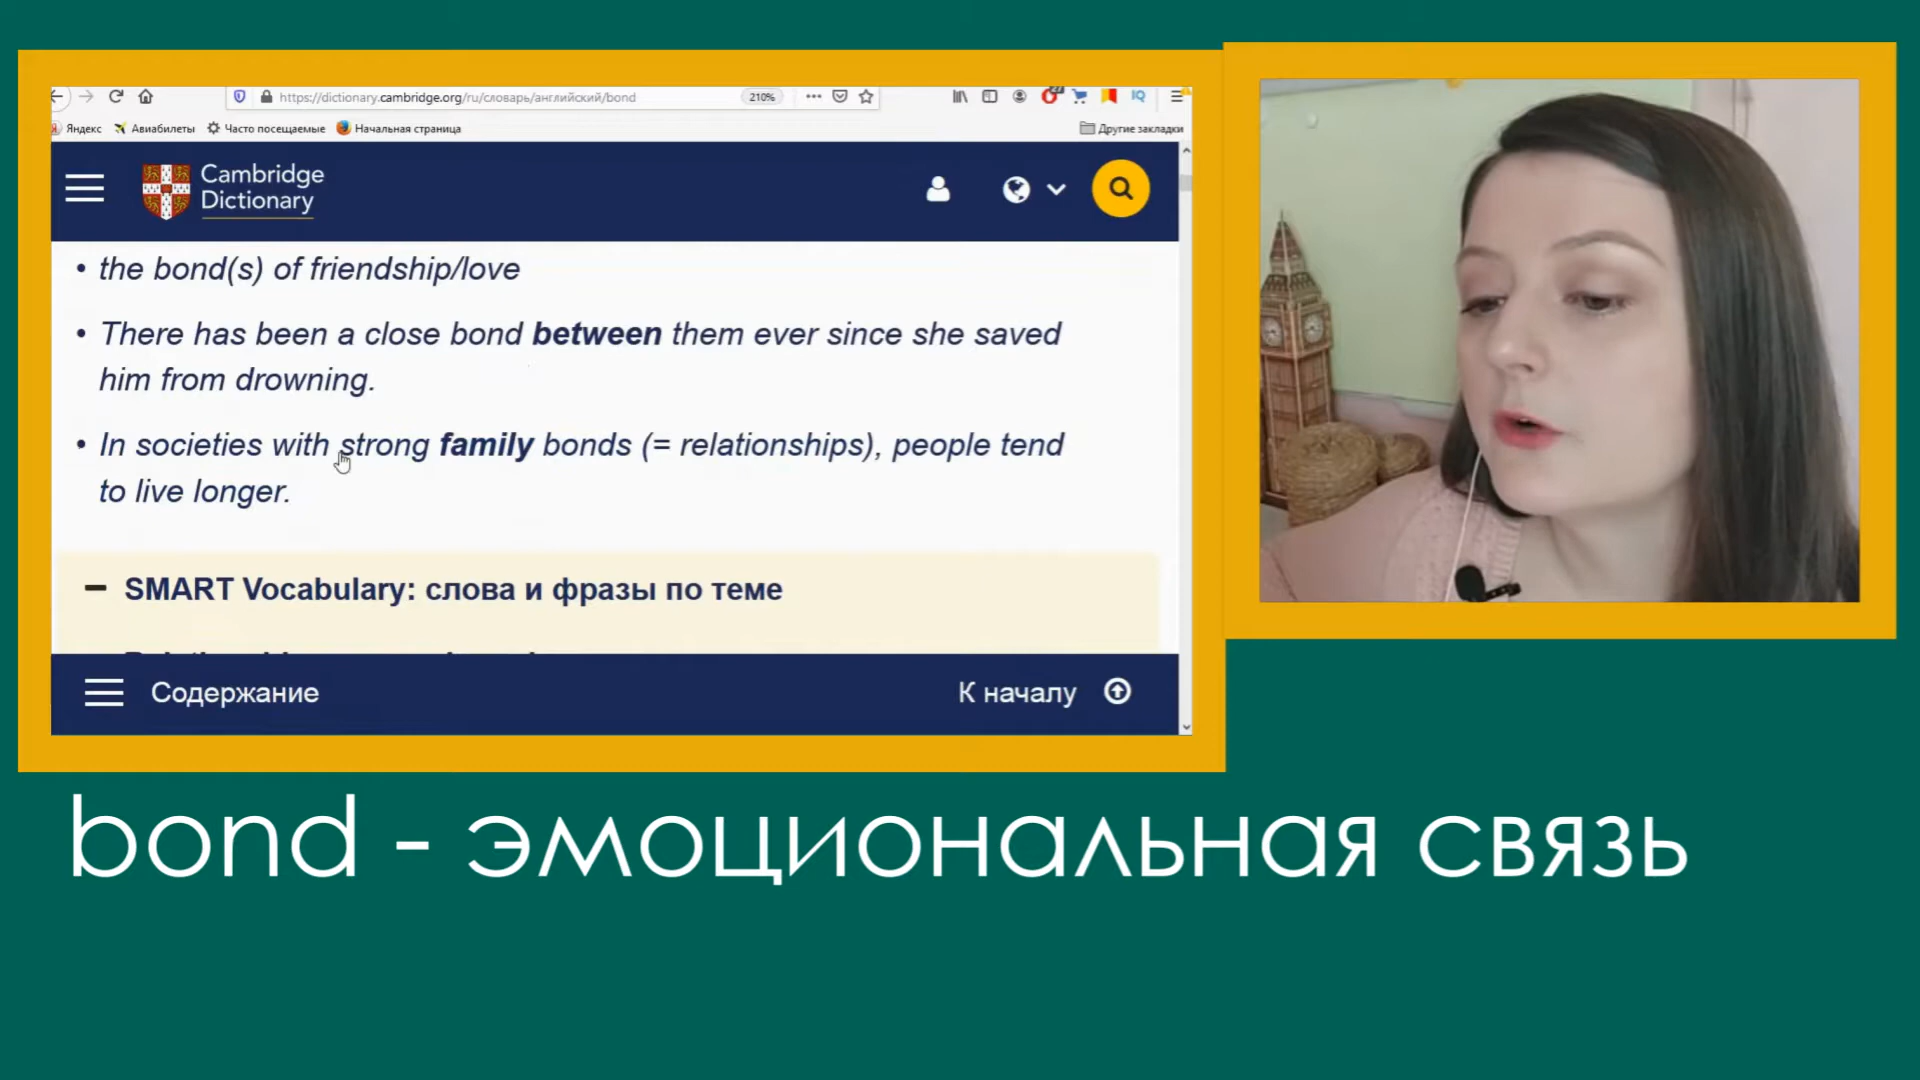 https://dictionary.cambridge.org/ru/словарь/английский/bond
210%
Яндекс Авиабилеты Часто посещаемые Начальная страница
Другие закладки
Cambridge
Dictionary
• the bond(s) of friendship/love
• There has been a close bond between them ever since she saved
him from drowning.
• In societies with strong family bonds (= relationships), people tend
to live longer.
SMART Vocabulary: слова и фразы по теме
Содержание
К началу
bond - эмоциональная связь